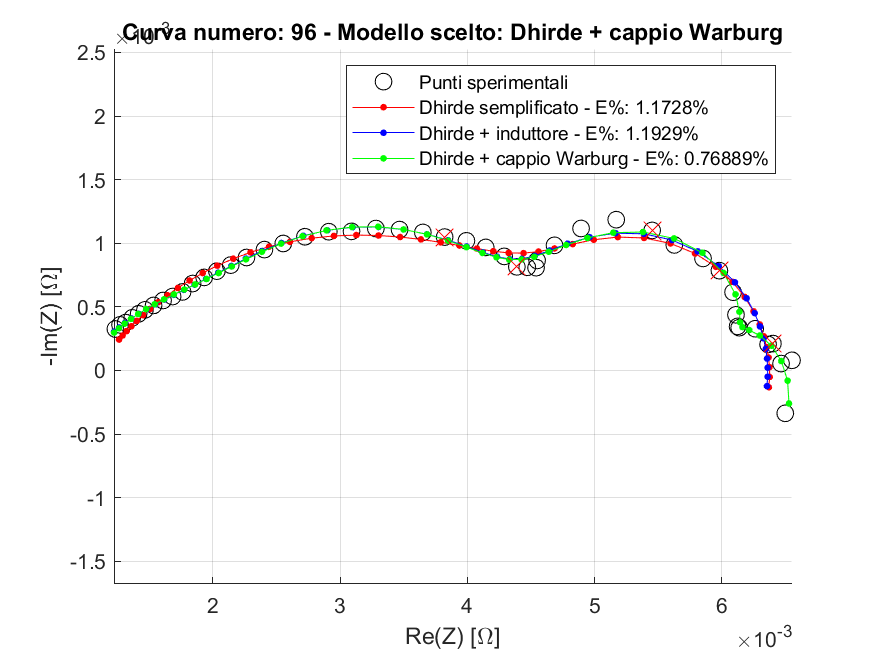 Curva numero: 96 - Modello scelto: Dhirde + cappio Warburg
×10⁻³
Punti sperimentali
Dhirde semplificato - E%: 1.1728%
Dhirde + induttore - E%: 1.1929%
Dhirde + cappio Warburg - E%: 0.76889%
2.5
2
1.5
1
0.5
0
-0.5
-1
-1.5
-Im(Z) [Ω]
2 3 4 5 6
Re(Z) [Ω]
×10⁻³